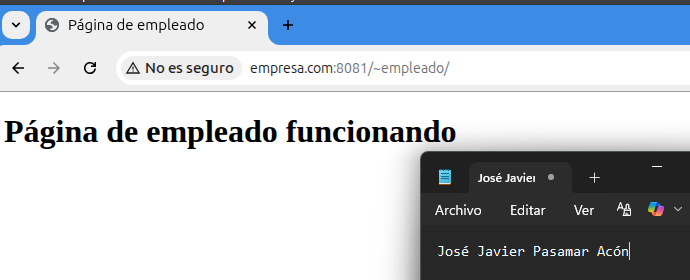 Página de empleado
No es seguro
empresa.com:8081/~empleado/
Página de empleado funcionando
José Javier
Archivo
Editar
Ver
José Javier Pasamar Acón